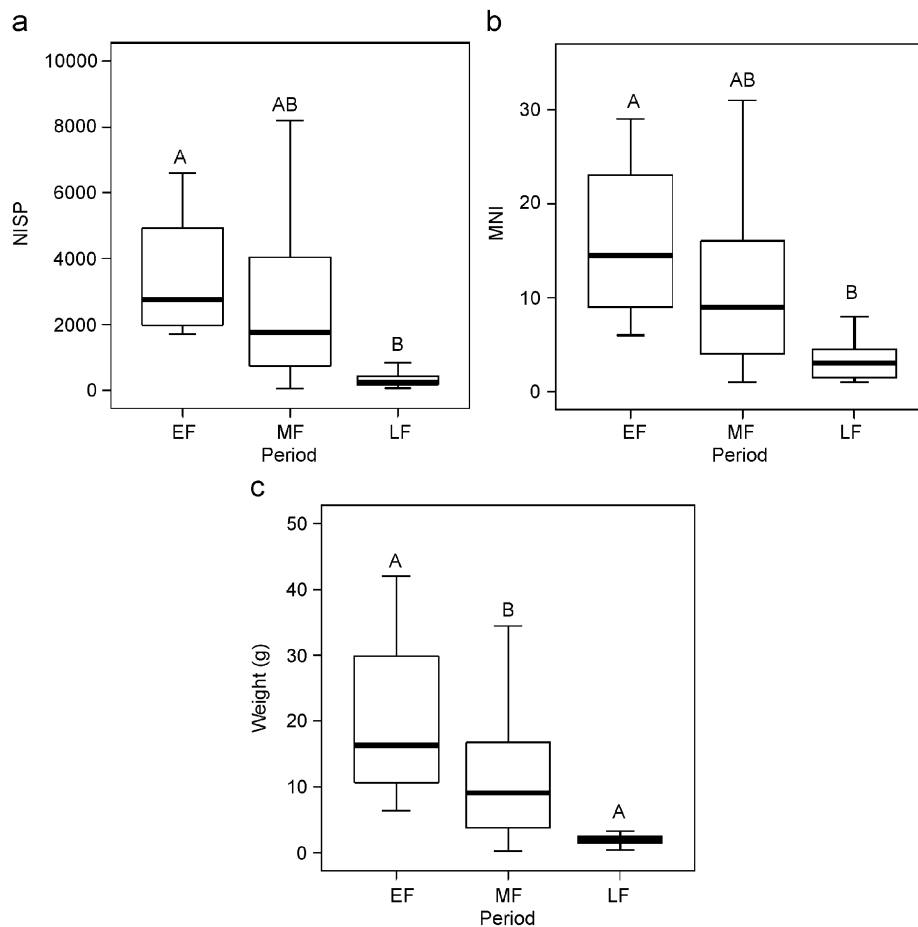 a
NISP
10000
8000
6000
4000
2000
0
A
AB
B
EF MF LF
Period
b
MNI
30
20
10
0
A
AB
B
EF MF LF
Period
c
Weight (g)
50
40
30
20
10
0
A
B
A
EF MF LF
Period